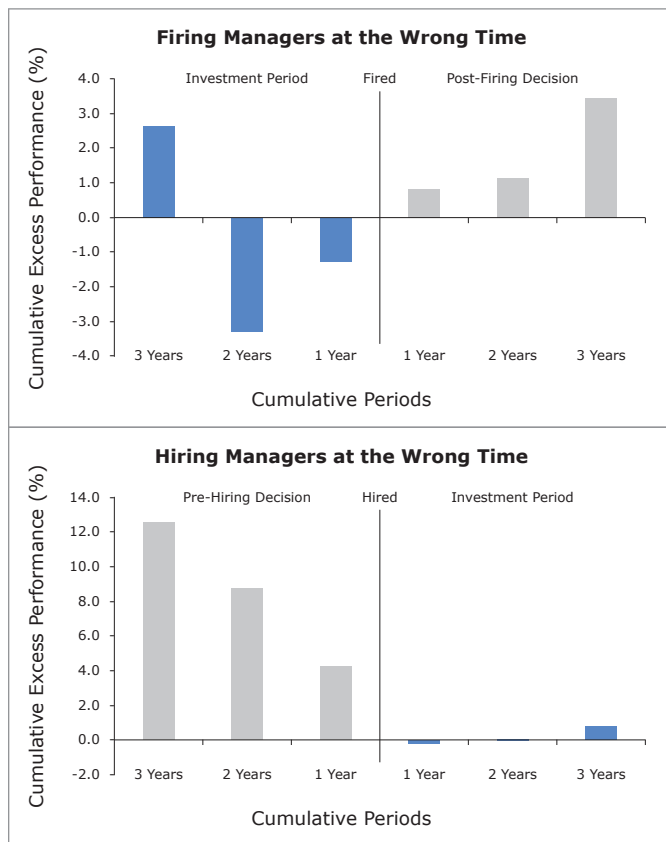 Firing Managers at the Wrong Time
Cumulative Excess Performance (%)
Investment Period Fired Post-Firing Decision
4.0
3.0
2.0
1.0
0.0
-1.0
-2.0
-3.0
-4.0
3 Years 2 Years 1 Year 1 Year 2 Years 3 Years
Cumulative Periods
Hiring Managers at the Wrong Time
Cumulative Excess Performance (%)
Pre-Hiring Decision Hired Investment Period
14.0
12.0
10.0
8.0
6.0
4.0
2.0
0.0
-2.0
3 Years 2 Years 1 Year 1 Year 2 Years 3 Years
Cumulative Periods